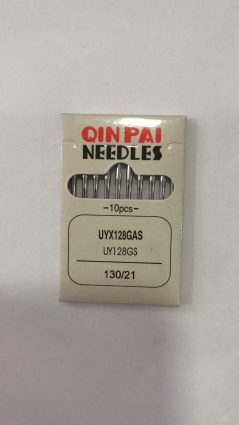 QIN PAI
NEEDLES
-10pcs-
UYX128GAS
UY128GS
130/21